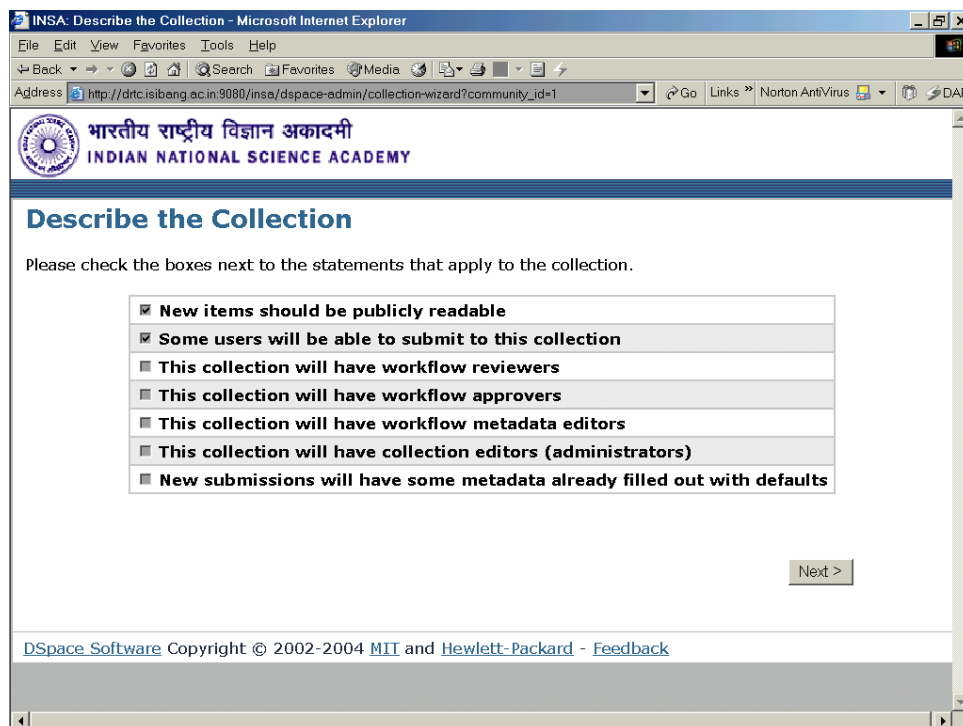 INSA: Describe the Collection - Microsoft Internet Explorer
File Edit View Favorites Tools Help
Back Search Favorites Media
Address http://drtc.isibang.ac.in:9080/insa/dspace-admin/collection-wizard?community_id=1 Go Links » Norton AntiVirus DAP
भारतीय राष्ट्रीय विज्ञान अकादमी
INDIAN NATIONAL SCIENCE ACADEMY
Describe the Collection
Please check the boxes next to the statements that apply to the collection.
New items should be publicly readable
Some users will be able to submit to this collection
This collection will have workflow reviewers
This collection will have workflow approvers
This collection will have workflow metadata editors
This collection will have collection editors (administrators)
New submissions will have some metadata already filled out with defaults
Next >
DSpace Software Copyright © 2002-2004 MIT and Hewlett-Packard - Feedback